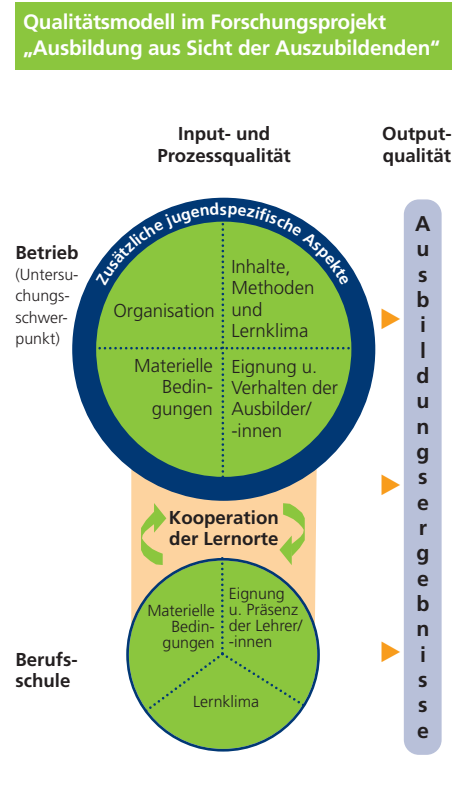 Qualitätsmodell im Forschungsprojekt
„Ausbildung aus Sicht der Auszubildenden“
Input- und
Prozessqualität
Output-
qualität
Betrieb
(Untersu-
chungs-
schwer-
punkt)
Zusätzliche jugendspezifische Aspekte
Organisation
Inhalte,
Methoden
und
Lernklima
Materielle
Bedin-
gungen
Eignung u.
Verhalten der
Ausbilder/
-innen
Kooperation
der Lernorte
Berufs-
schule
Materielle
Bedin-
gungen
Eignung
u. Präsenz
der Lehrer/
-innen
Lernklima
Ausbildungsergebnisse